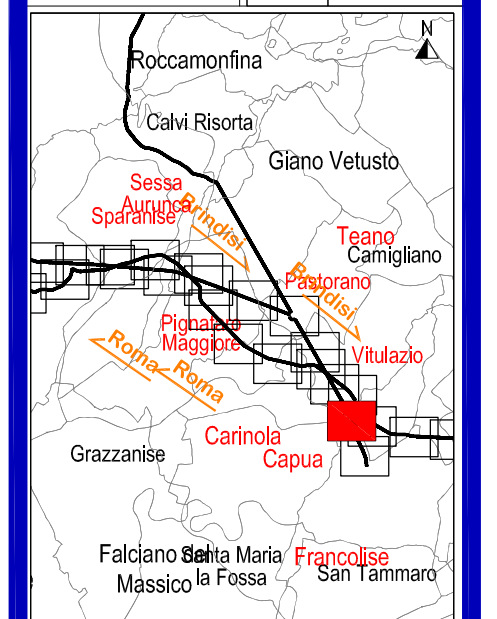 N
Roccamonfina
Calvi Risorta
Giano Vetusto
Sessa
Aurunca
Sparanise
Brindisi
Teano
Camigliano
Pastorano
Brindisi
Pignataro
Maggiore
Vitulazio
Roma
Roma
Carinola
Capua
Grazzanise
Falciano del
Massico
Santa Maria
la Fossa
Francolise
San Tammaro